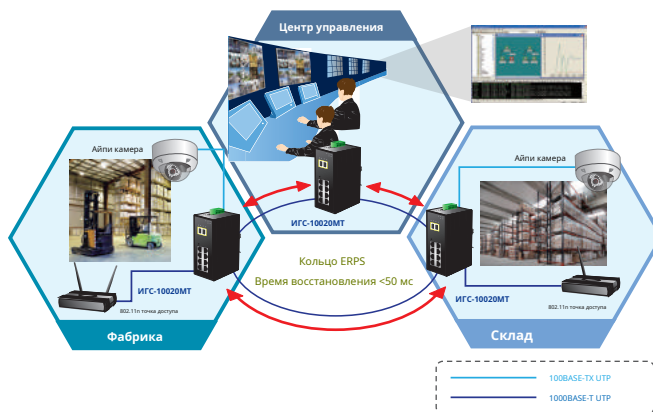 Центр управления
Айпи камера
Айпи камера
ИГС-10020МТ
Кольцо ERPS
Время восстановления <50 мс
ИГС-10020МТ
802.11n точка доступа
ИГС-10020МТ
802.11n точка доступа
Фабрика
Склад
100BASE-TX UTP
1000BASE-T UTP